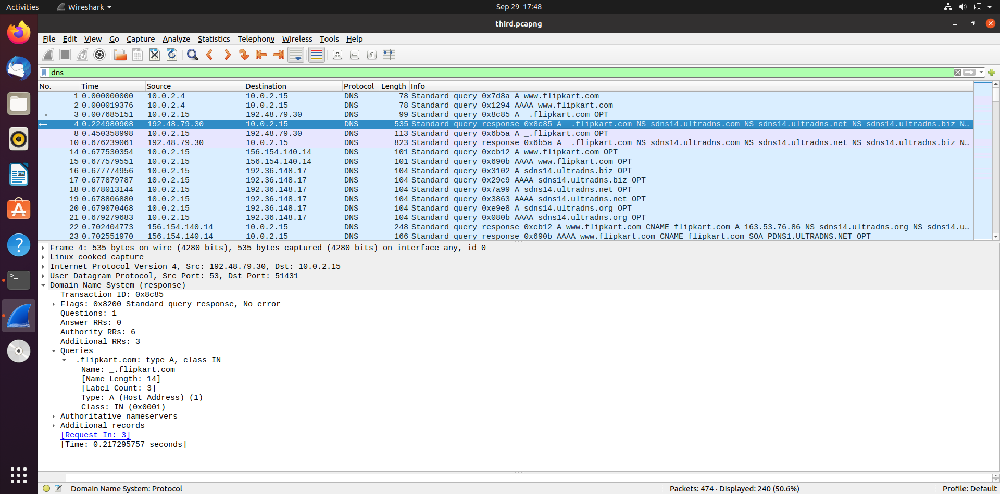 Activities Wireshark Sep 29 17:48
third.pcapng
File Edit View Go Capture Analyze Statistics Telephony Wireless Tools Help
dns
No. Time Source Destination Protocol Length Info
1 0.000000000 10.0.2.4 10.0.2.15 DNS 78 Standard query 0x7d8a A www.flipkart.com
2 0.000019376 10.0.2.4 10.0.2.15 DNS 78 Standard query 0x1294 AAAA www.flipkart.com
3 0.007685151 10.0.2.15 192.48.79.30 DNS 99 Standard query 0x8c85 A _.flipkart.com OPT
4 0.224980908 192.48.79.30 10.0.2.15 DNS 535 Standard query response 0x8c85 A _.flipkart.com NS sdns14.ultradns.com NS sdns14.ultradns.net NS sdns14.ultradns.biz N…
8 0.450358998 10.0.2.15 192.48.79.30 DNS 113 Standard query 0x6b5a A _.flipkart.com OPT
10 0.676239061 192.48.79.30 10.0.2.15 DNS 823 Standard query response 0x6b5a A _.flipkart.com NS sdns14.ultradns.com NS sdns14.ultradns.net NS sdns14.ultradns.biz N…
14 0.677530354 10.0.2.15 156.154.140.14 DNS 101 Standard query 0xcb12 A www.flipkart.com OPT
15 0.677579551 10.0.2.15 156.154.140.14 DNS 101 Standard query 0x690b AAAA www.flipkart.com OPT
16 0.677774956 10.0.2.15 192.36.148.17 DNS 104 Standard query 0x3102 A sdns14.ultradns.biz OPT
17 0.677879787 10.0.2.15 192.36.148.17 DNS 104 Standard query 0x29c9 AAAA sdns14.ultradns.biz OPT
18 0.678013144 10.0.2.15 192.36.148.17 DNS 104 Standard query 0x7a99 A sdns14.ultradns.net OPT
19 0.678806880 10.0.2.15 192.36.148.17 DNS 104 Standard query 0x3863 AAAA sdns14.ultradns.net OPT
20 0.679070468 10.0.2.15 192.36.148.17 DNS 104 Standard query 0xe9e8 A sdns14.ultradns.org OPT
21 0.679279683 10.0.2.15 192.36.148.17 DNS 104 Standard query 0x080b AAAA sdns14.ultradns.org OPT
22 0.702404773 156.154.140.14 10.0.2.15 DNS 248 Standard query response 0xcb12 A www.flipkart.com CNAME flipkart.com A 163.53.76.86 NS sdns14.ultradns.org NS sdns14.u…
23 0.702551970 156.154.140.14 10.0.2.15 DNS 166 Standard query response 0x690b AAAA www.flipkart.com CNAME flipkart.com SOA PDNS1.ULTRADNS.NET OPT
Frame 4: 535 bytes on wire (4280 bits), 535 bytes captured (4280 bits) on interface any, id 0
Linux cooked capture
Internet Protocol Version 4, Src: 192.48.79.30, Dst: 10.0.2.15
User Datagram Protocol, Src Port: 53, Dst Port: 51431
Domain Name System (response)
Transaction ID: 0x8c85
Flags: 0x8200 Standard query response, No error
Questions: 1
Answer RRs: 0
Authority RRs: 6
Additional RRs: 3
Queries
_.flipkart.com: type A, class IN
Name: _.flipkart.com
[Name Length: 14]
[Label Count: 3]
Type: A (Host Address) (1)
Class: IN (0x0001)
Authoritative nameservers
Additional records
[Request In: 3]
[Time: 0.217295757 seconds]
Domain Name System: Protocol Packets: 474 · Displayed: 240 (50.6%) Profile: Default